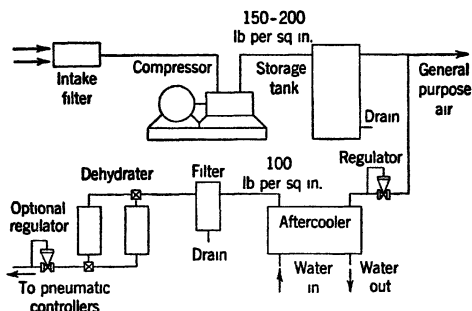 150-200
lb per sq in.
Intake
filter
Compressor
Storage
tank
Drain
General
purpose
air
Regulator
100
lb per sq in.
Filter
Dehydrater
Optional
regulator
Aftercooler
Drain
Water
in
Water
out
To pneumatic
controllers